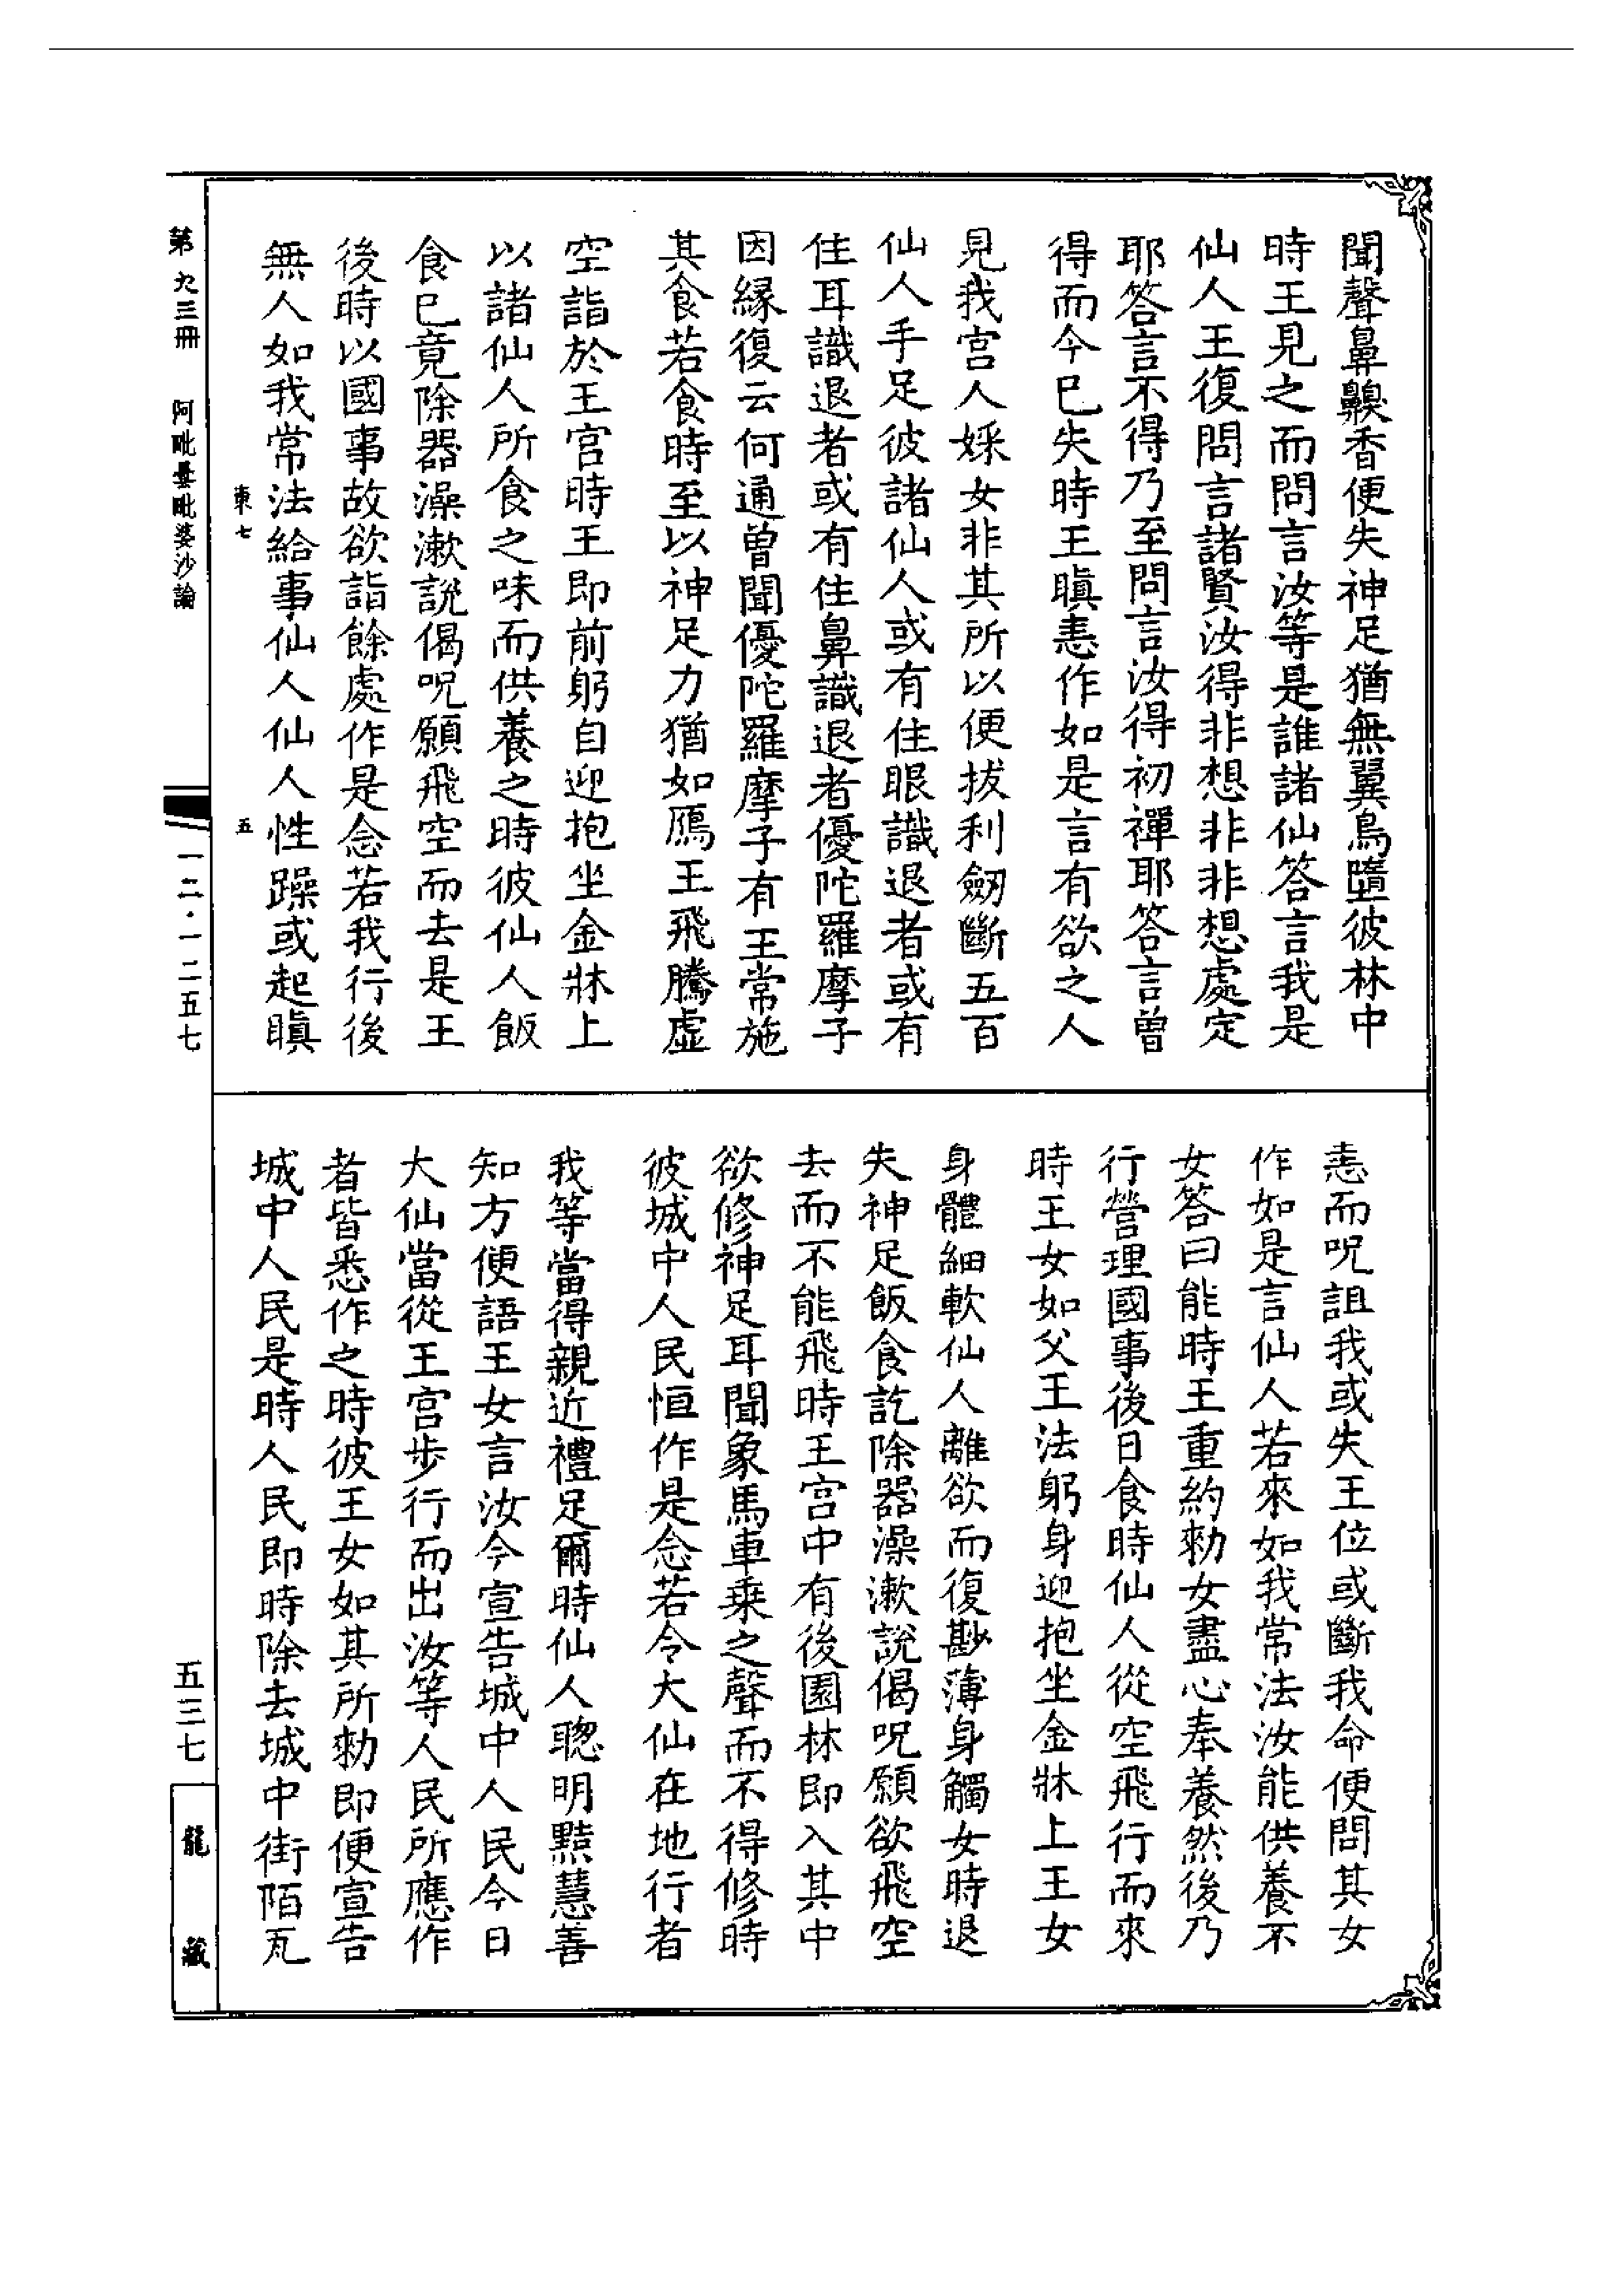 聞聲鼻齅香便失神足猶無翼鳥墮彼林中
時王見之而問言汝等是誰諸仙答言我是
仙人王復問言諸賢汝得非想非非想處定
耶答言不得乃至問言汝得初禪耶答言曾
得而今已失時王瞋恚作如是言有欲之人
見我宮人婇女非其所以便拔利劒斷五百
仙人手足彼諸仙人或有住眼識退者或有
住耳識退者或有住鼻識退者優陀羅摩子
因緣復云何通曾聞優陀羅摩子有王常施
其食若食時至以神足力猶如鴈王飛騰虛
空詣於王宮時王即前躬自迎抱坐金牀上
以諸仙人所食之味而供養之時彼仙人飯
食已竟除器澡漱說偈呪願飛空而去是王
後時以國事故欲詣餘處作是念若我行後
無人如我常法給事仙人仙人性躁或起瞋
恚而呪詛我或失王位或斷我命便問其女
作如是言仙人若來如我常法汝能供養不
女答曰能時王重約勑女盡心奉養然後乃
行營理國事後日食時仙人從空飛行而來
時王女如父王法躬身迎抱坐金牀上王女
身體細軟仙人離欲而復尠薄身觸女時退
失神足飯食訖除器澡漱說偈呪願欲飛空
去而不能飛時王宮中有後園林即入其中
欲修神足耳聞象馬車乗之聲而不得修時
彼城中人民恒作是念若令大仙在地行者
我等當得親近禮足爾時仙人聰明黠慧善
知方便語王女言汝今宣告城中人民今日
大仙當從王宮步行而出汝等人民所應作
者皆悉作之時彼王女如其所勑即便宣告
城中人民是時人民即時除去城中街陌瓦
東七
五
第九三冊
阿毗曇毗婆沙論
一二·一二五七
五三七
龍藏